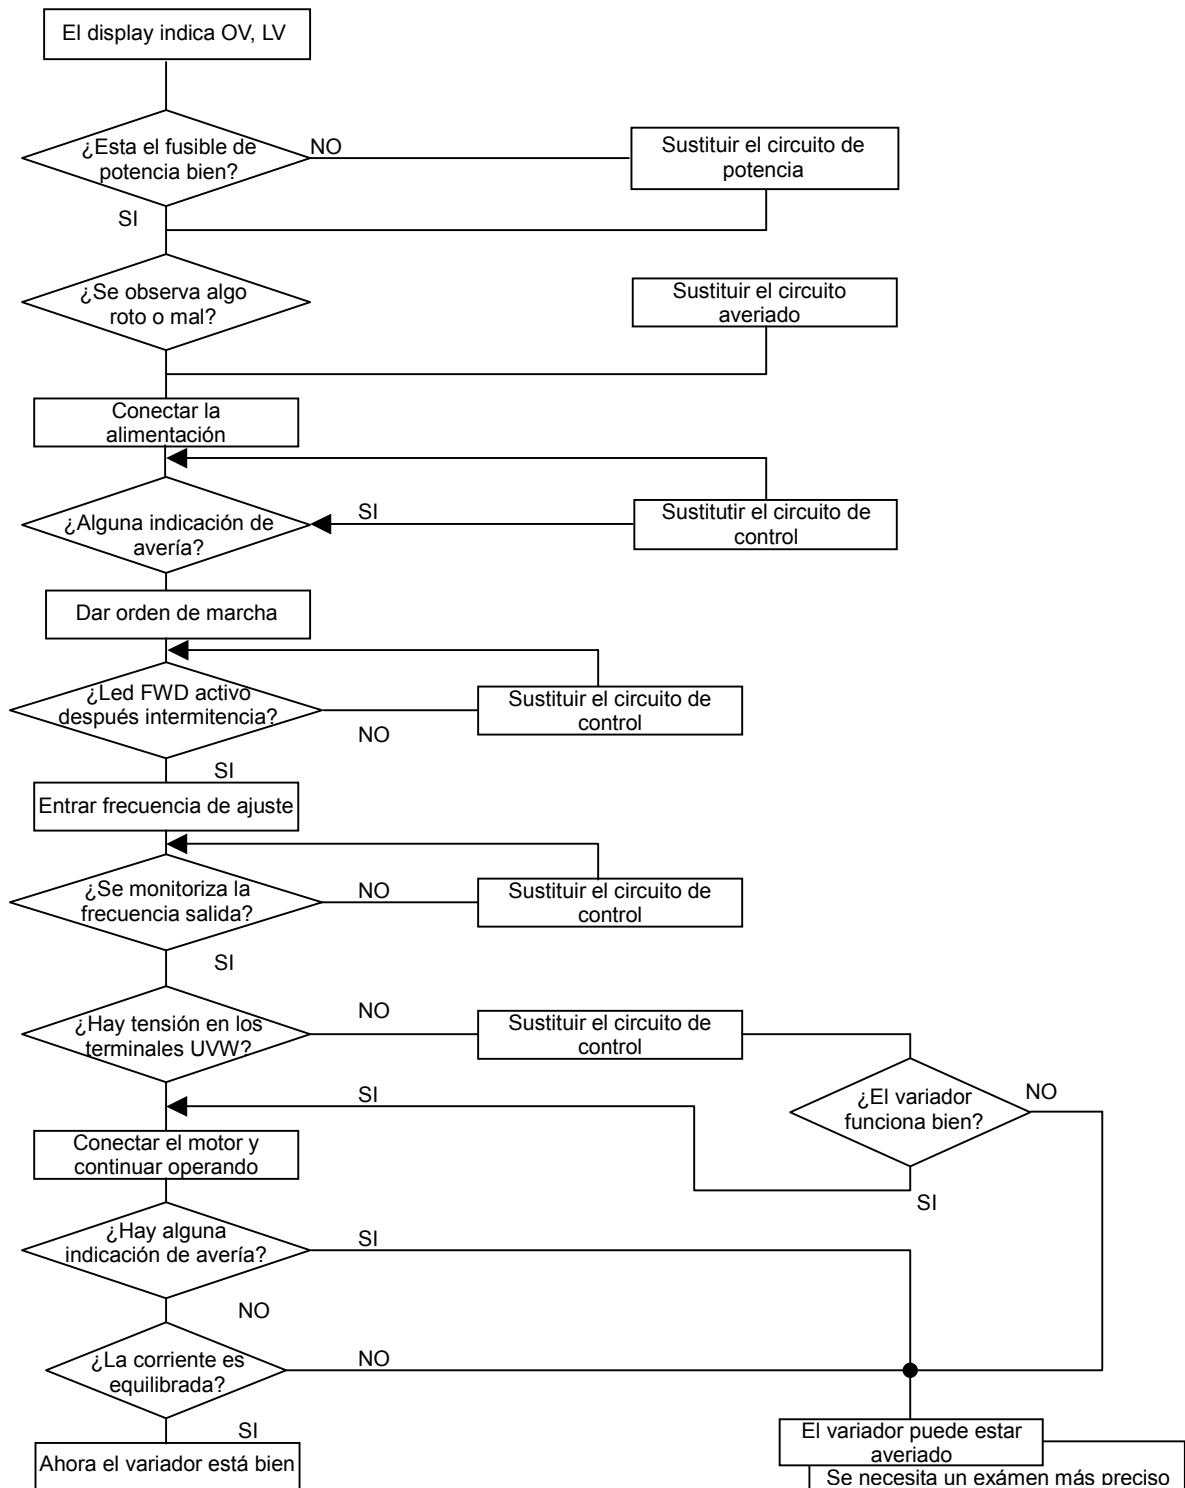 El display indica OV, LV
¿Esta el fusible de
potencia bien?
NO
Sustituir el circuito de
potencia
SI
¿Se observa algo
roto o mal?
Sustituir el circuito
averiado
Conectar la
alimentación
¿Alguna indicación de
avería?
SI
Sustitutir el circuito de
control
Dar orden de marcha
¿Led FWD activo
después intermitencia?
NO
Sustituir el circuito de
control
SI
Entrar frecuencia de ajuste
¿Se monitoriza la
frecuencia salida?
NO
Sustituir el circuito de
control
SI
¿Hay tensión en los
terminales UVW?
NO
Sustituir el circuito de
control
¿El variador
funciona bien?
NO
SI
SI
Conectar el motor y
continuar operando
¿Hay alguna
indicación de avería?
SI
NO
¿La corriente es
equilibrada?
NO
SI
Ahora el variador está bien
El variador puede estar
averiado
Se necesita un exámen más preciso